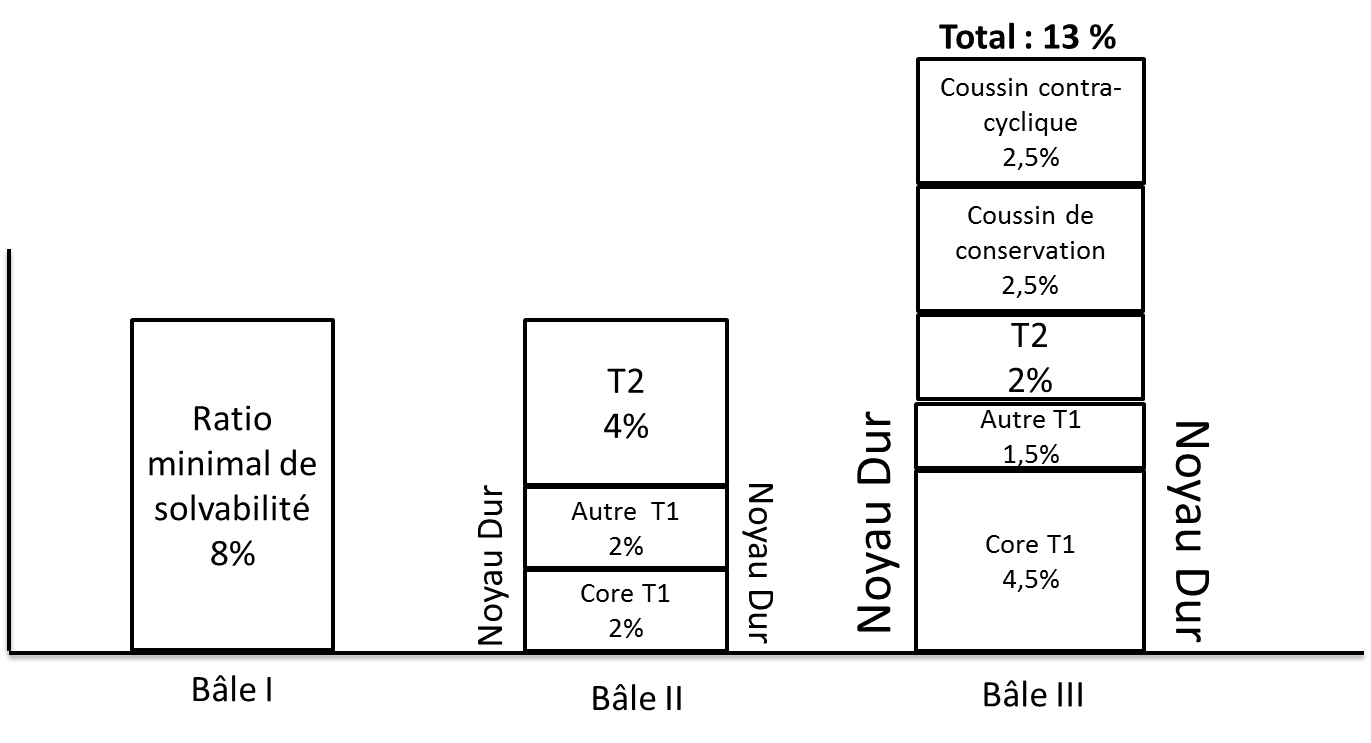 Total : 13 %
Coussin contra-
cyclique
2,5%
Coussin de
conservation
2,5%
T2
2%
Autre T1
1,5%
Core T1
4,5%
Noyau Dur
Noyau Dur
T2
4%
Autre T1
2%
Core T1
2%
Noyau Dur
Noyau Dur
Ratio
minimal de
solvabilité
8%
Bâle I
Bâle II
Bâle III